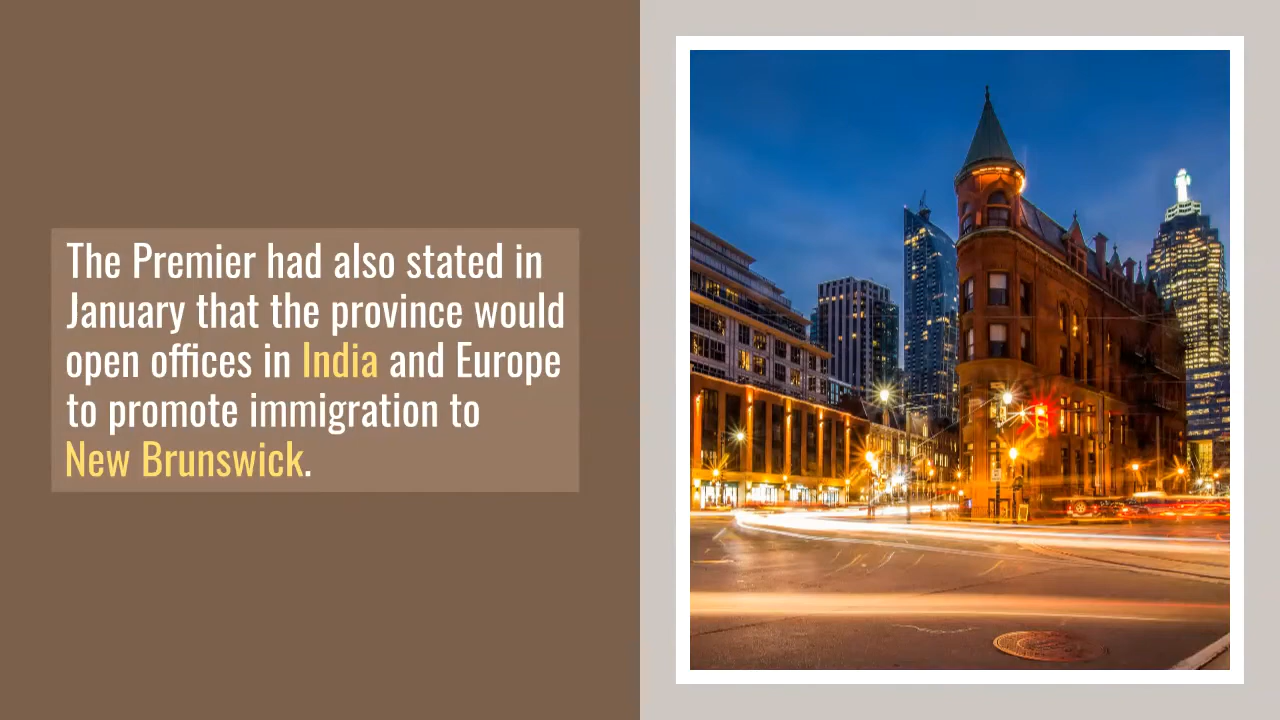 The Premier had also stated in
January that the province would
open offices in India and Europe
to promote immigration to
New Brunswick.